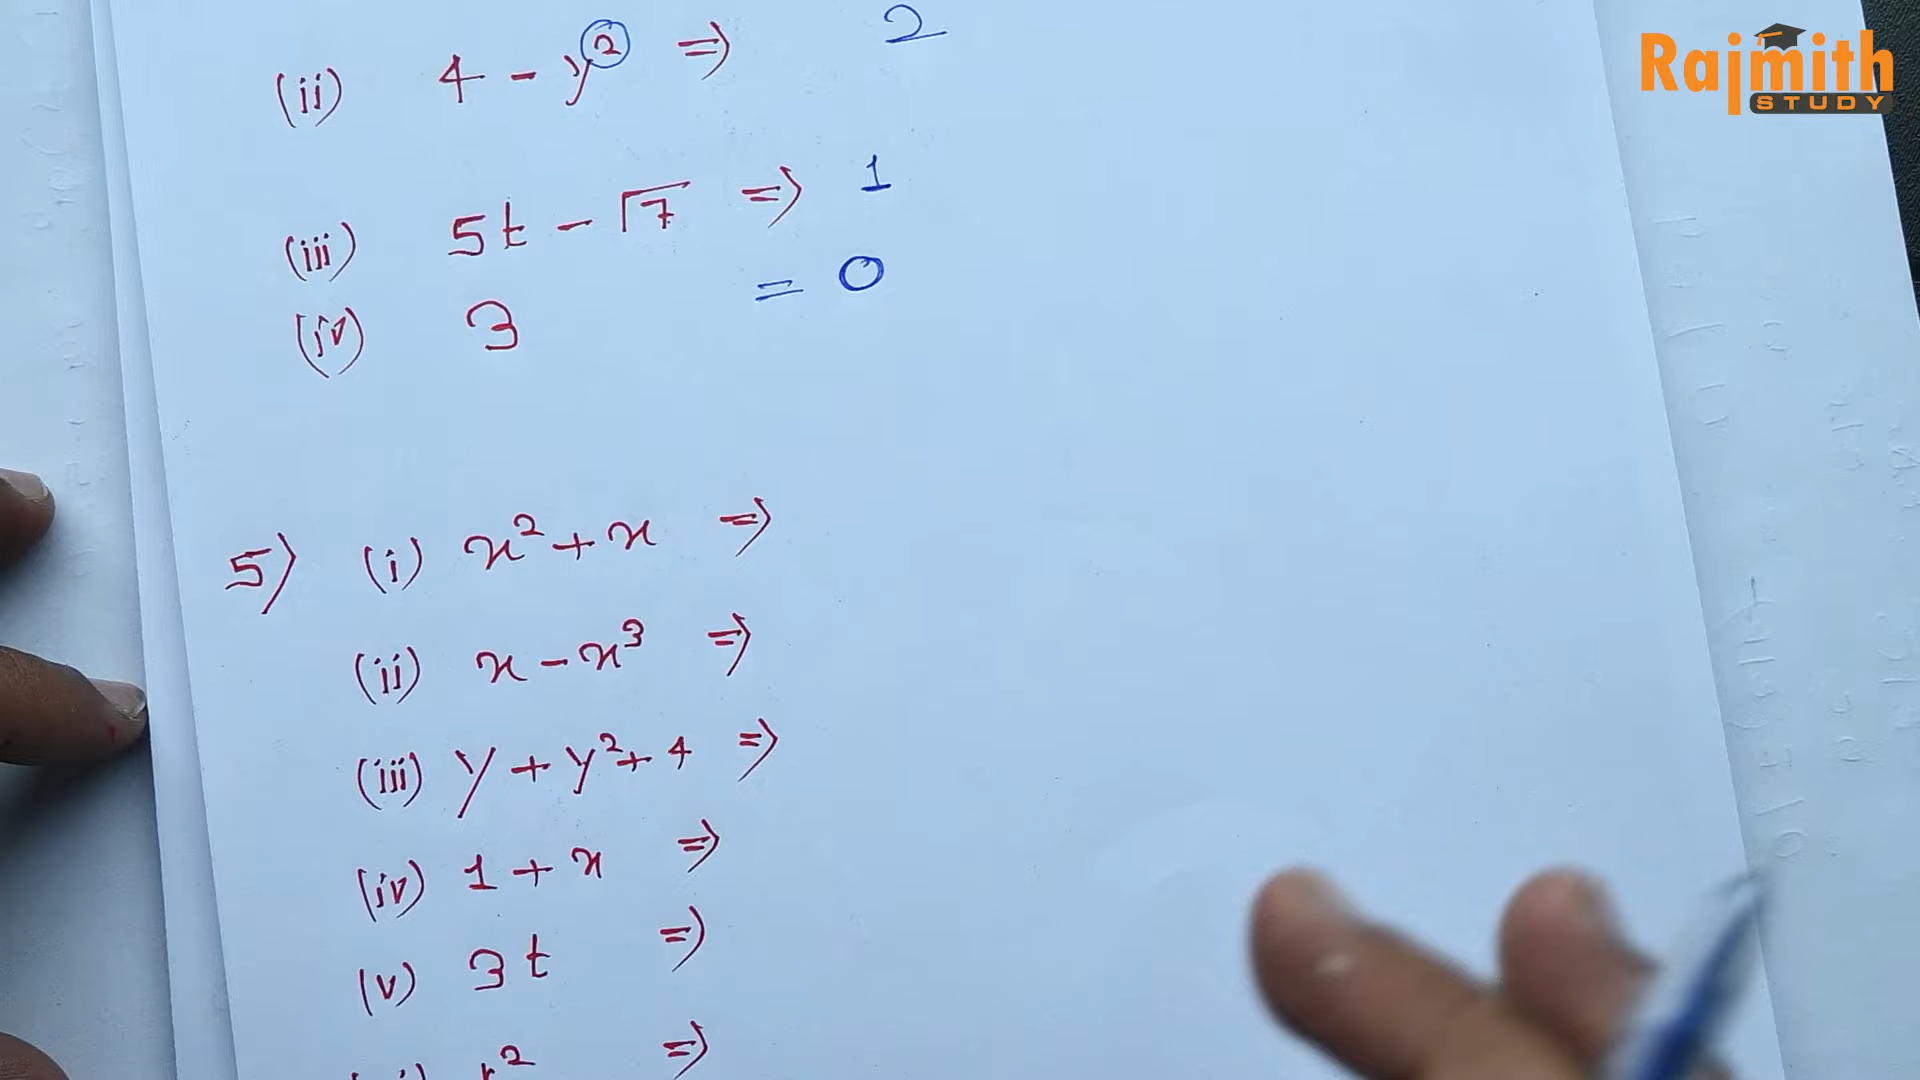 (ii) 4 - y² ⇒ 2
(iii) 5t - √7 ⇒ 1
(iv) 3 = 0
5) (i) x² + x ⇒
(ii) x - x³ ⇒
(iii) y + y² + 4 ⇒
(iv) 1 + x ⇒
(v) 3t ⇒
r² ⇒
Rajmith
STUDY